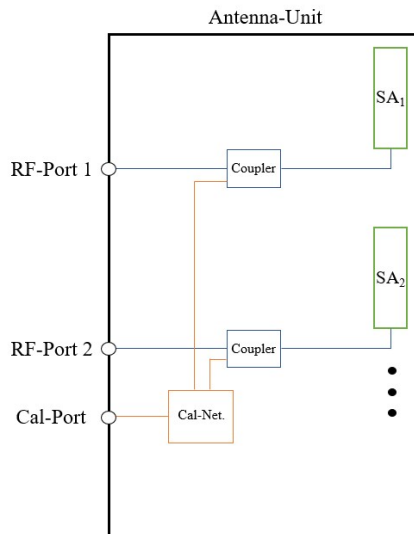 Antenna-Unit
SA₁
RF-Port 1
Coupler
SA₂
RF-Port 2
Coupler
Cal-Port
Cal-Net.